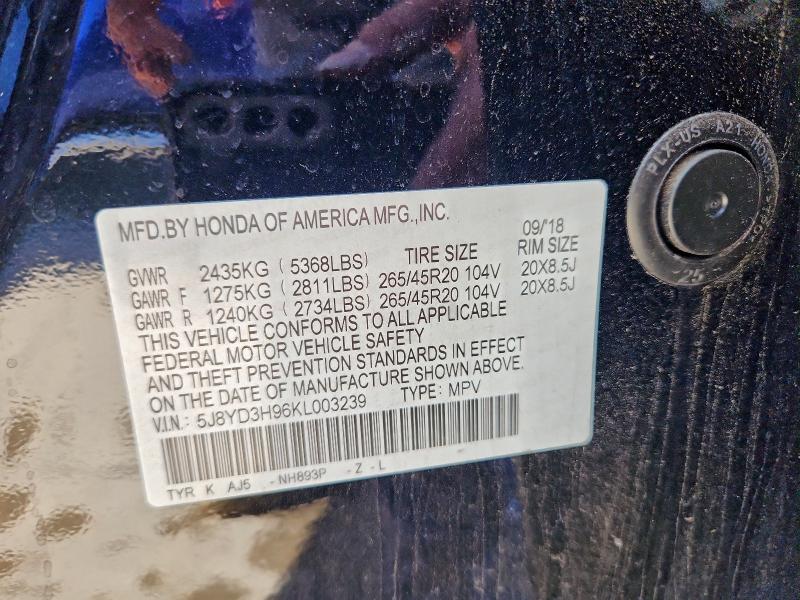 MFD.BY HONDA OF AMERICA MFG.,INC. 09/'18
TIRE SIZE RIM SIZE
GVWR 2435KG ( 5368LBS)
GAWR F 1275KG ( 2811LBS) 265/45R20 104V 20X8.5J
GAWR R 1240KG ( 2734LBS) 265/45R20 104V 20X8.5J
THIS VEHICLE CONFORMS TO ALL APPLICABLE
FEDERAL MOTOR VEHICLE SAFETY
AND THEFT PREVENTION STANDARDS IN EFFECT
ON THE DATE OF MANUFACTURE SHOWN ABOVE.
V.I.N.: 5J8YD3H96KL003239 TYPE: MPV
TYR K AJ5 -NH893P -Z -L
PLX-US A21